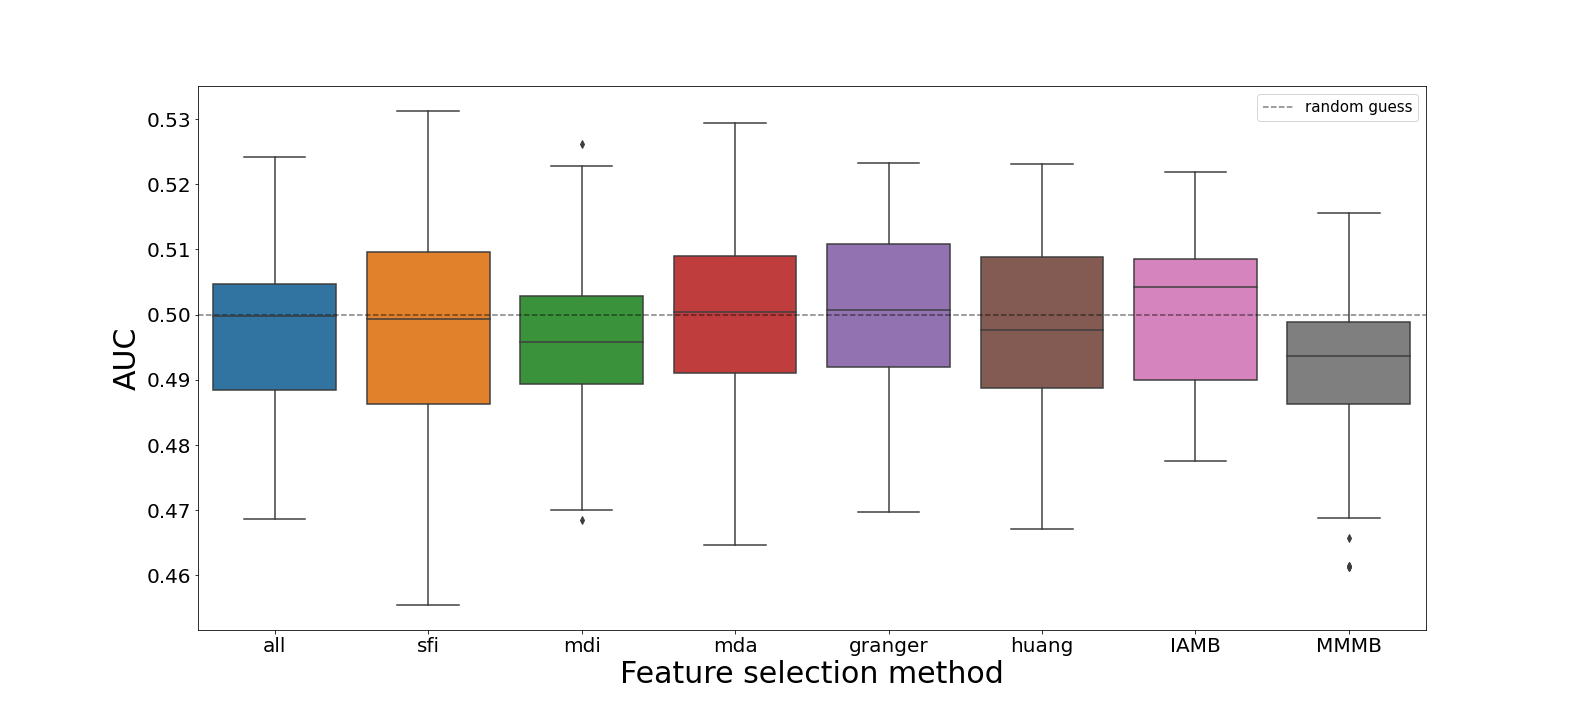 random guess
0.53
0.52
0.51
0.50
0.49
0.48
0.47
0.46
AUC
all sfi mdi mda granger huang IAMB MMMB
Feature selection method